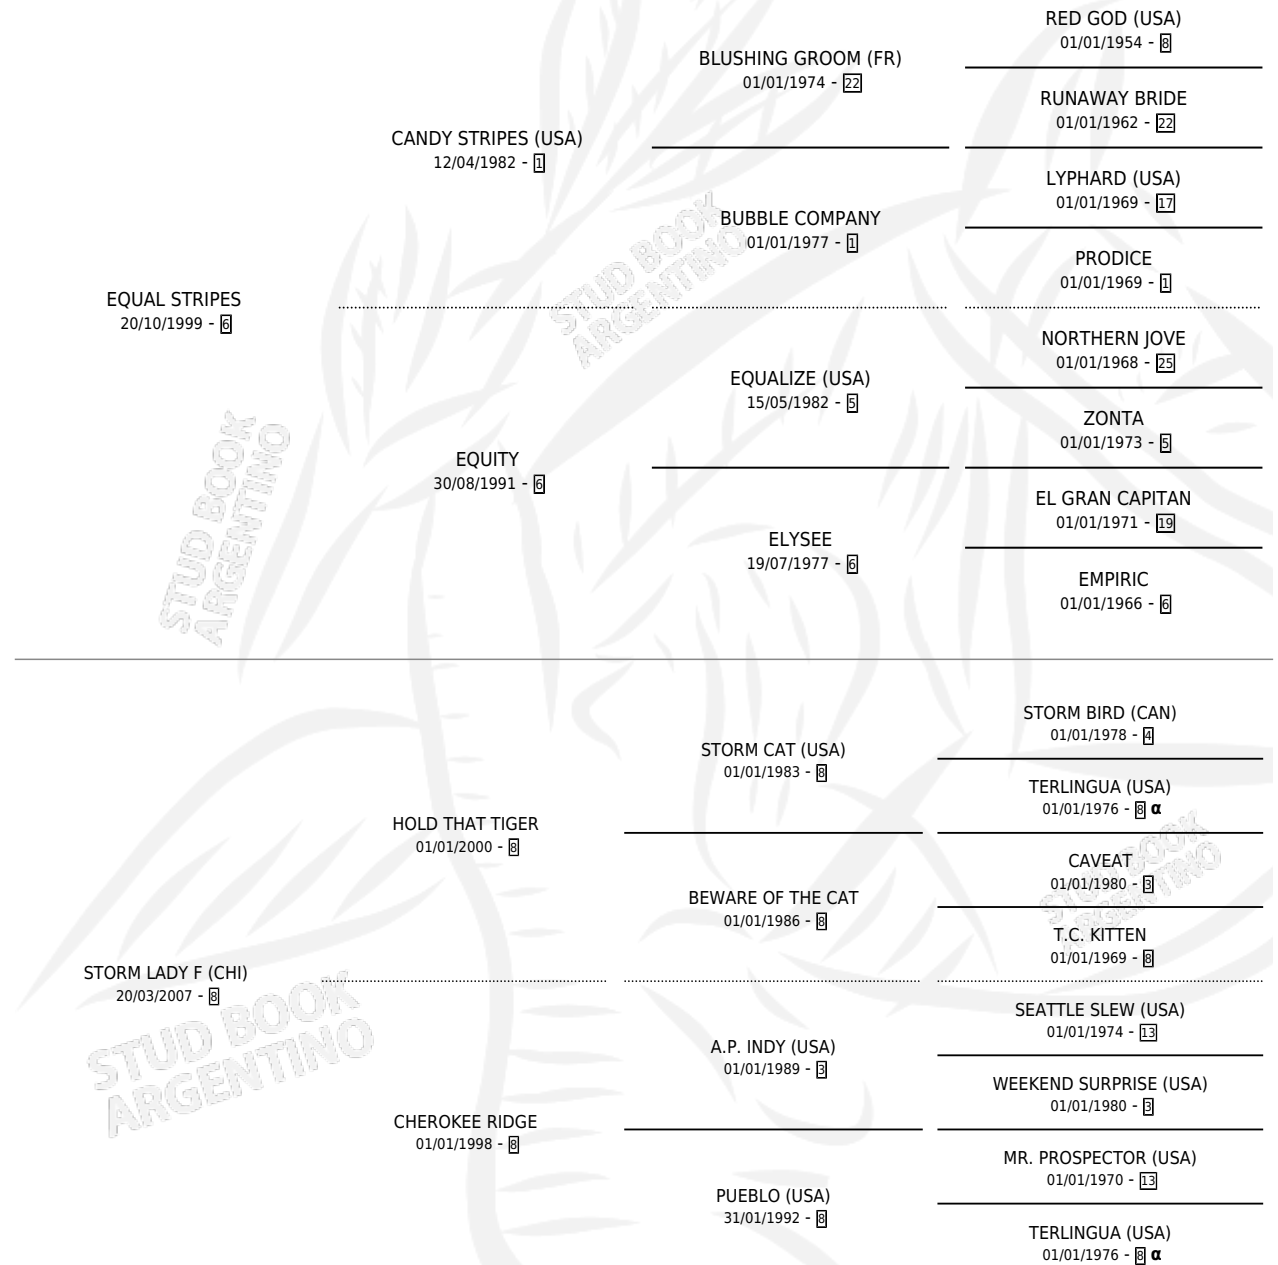 RED GOD (USA)
01/01/1954 - 8
BLUSHING GROOM (FR)
01/01/1974 - 22
RUNAWAY BRIDE
01/01/1962 - 22
CANDY STRIPES (USA)
12/04/1982 - 1
LYPHARD (USA)
01/01/1969 - 17
BUBBLE COMPANY
01/01/1977 - 1
PRODICE
01/01/1969 - 1
EQUAL STRIPES
20/10/1999 - 6
NORTHERN JOVE
01/01/1968 - 25
EQUALIZE (USA)
15/05/1982 - 5
ZONTA
01/01/1973 - 5
EQUITY
30/08/1991 - 6
EL GRAN CAPITAN
01/01/1971 - 19
ELYSEE
19/07/1977 - 6
EMPIRIC
01/01/1966 - 6
STORM BIRD (CAN)
01/01/1978 - 4
STORM CAT (USA)
01/01/1983 - 8
TERLINGUA (USA)
01/01/1976 - 8 α
HOLD THAT TIGER
01/01/2000 - 8
CAVEAT
01/01/1980 - 3
BEWARE OF THE CAT
01/01/1986 - 8
T.C. KITTEN
01/01/1969 - 8
STORM LADY F (CHI)
20/03/2007 - 8
SEATTLE SLEW (USA)
01/01/1974 - 13
A.P. INDY (USA)
01/01/1989 - 3
WEEKEND SURPRISE (USA)
01/01/1980 - 3
CHEROKEE RIDGE
01/01/1998 - 8
MR. PROSPECTOR (USA)
01/01/1970 - 13
PUEBLO (USA)
31/01/1992 - 8
TERLINGUA (USA)
01/01/1976 - 8 α
STUD BOOK
ARGENTINO
STUD BOOK
ARGENTINO
STUD BOOK
ARGENTINO
STUD BOOK
ARGENTINO